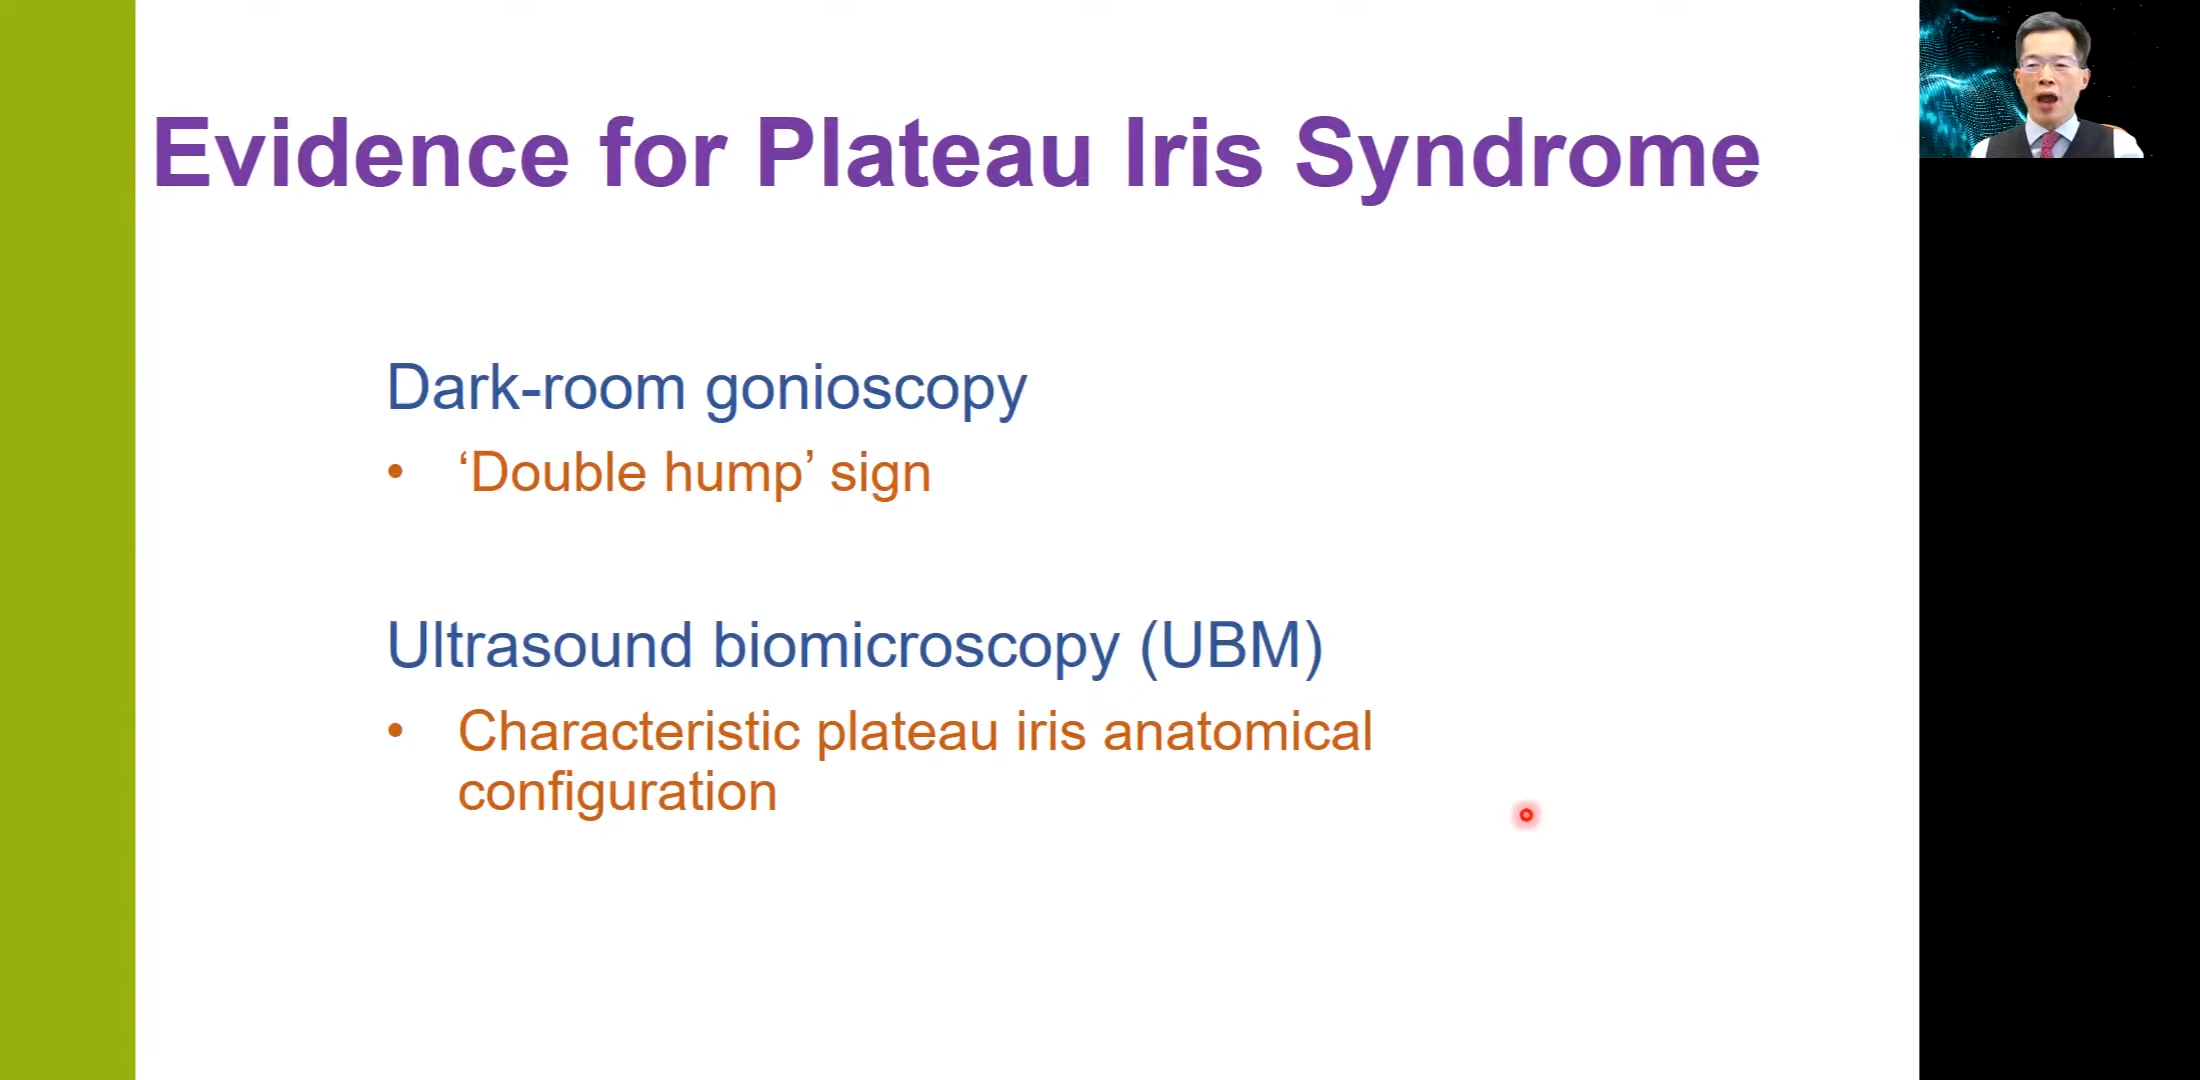 Evidence for Plateau Iris Syndrome
Dark-room gonioscopy
• ‘Double hump’ sign
Ultrasound biomicroscopy (UBM)
• Characteristic plateau iris anatomical
configuration